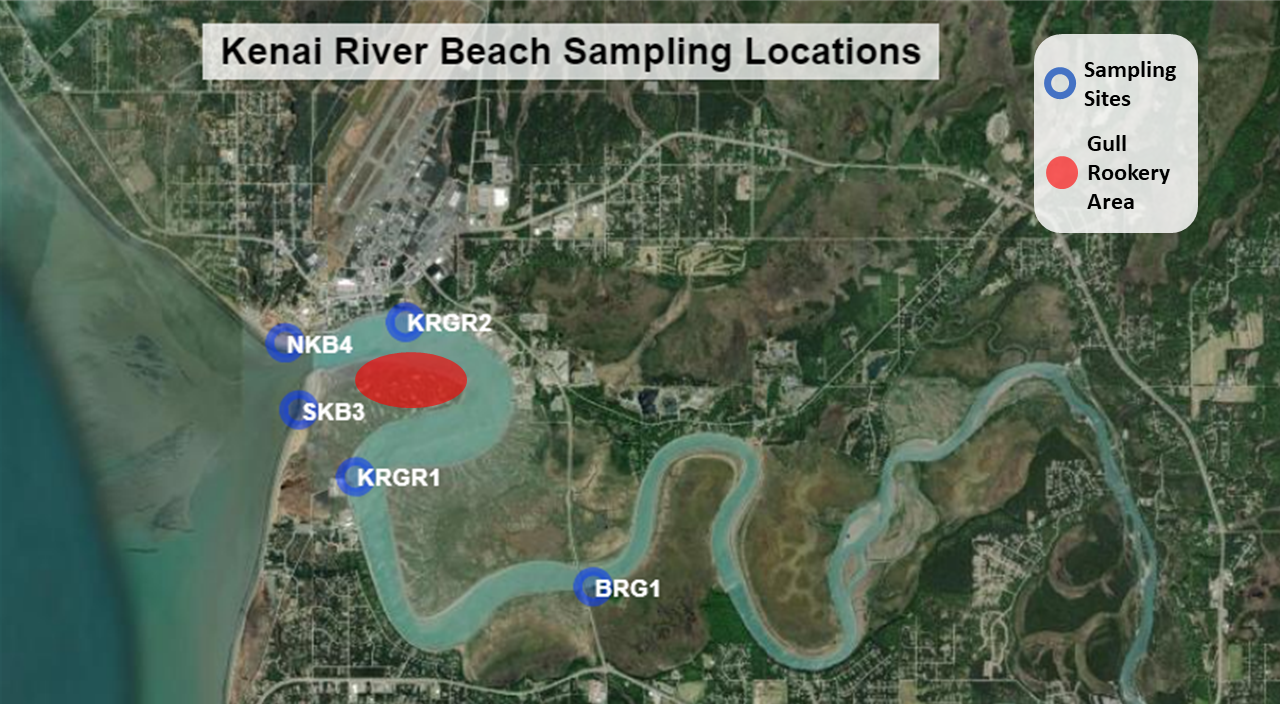 Kenai River Beach Sampling Locations
Sampling
Sites
Gull
Rookery
Area
KRGR2
NKB4
SKB3
KRGR1
BRG1